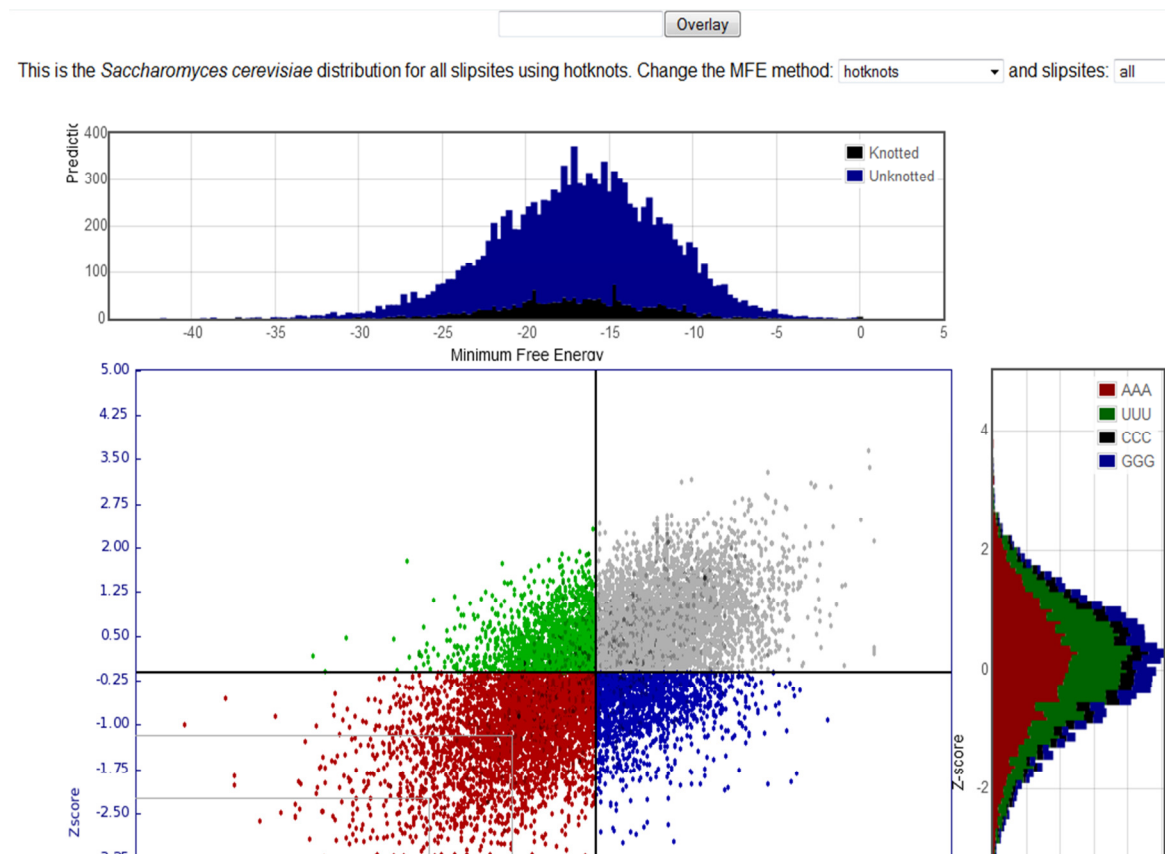 Overlay
This is the Saccharomyces cerevisiae distribution for all slipsites using hotknots. Change the MFE method: hotknots and slipsites: all
Predictic
400
300
200
100
0
Knotted
Unknotted
-40 -35 -30 -25 -20 -15 -10 -5 0 5
Minimum Free Energy
5.00
4.25
3.50
2.75
2.00
1.25
0.50
-0.25
-1.00
-1.75
-2.50
-3.25
Zscore
AAA
UUU
CCC
GGG
4
2
0
-2
Z-score